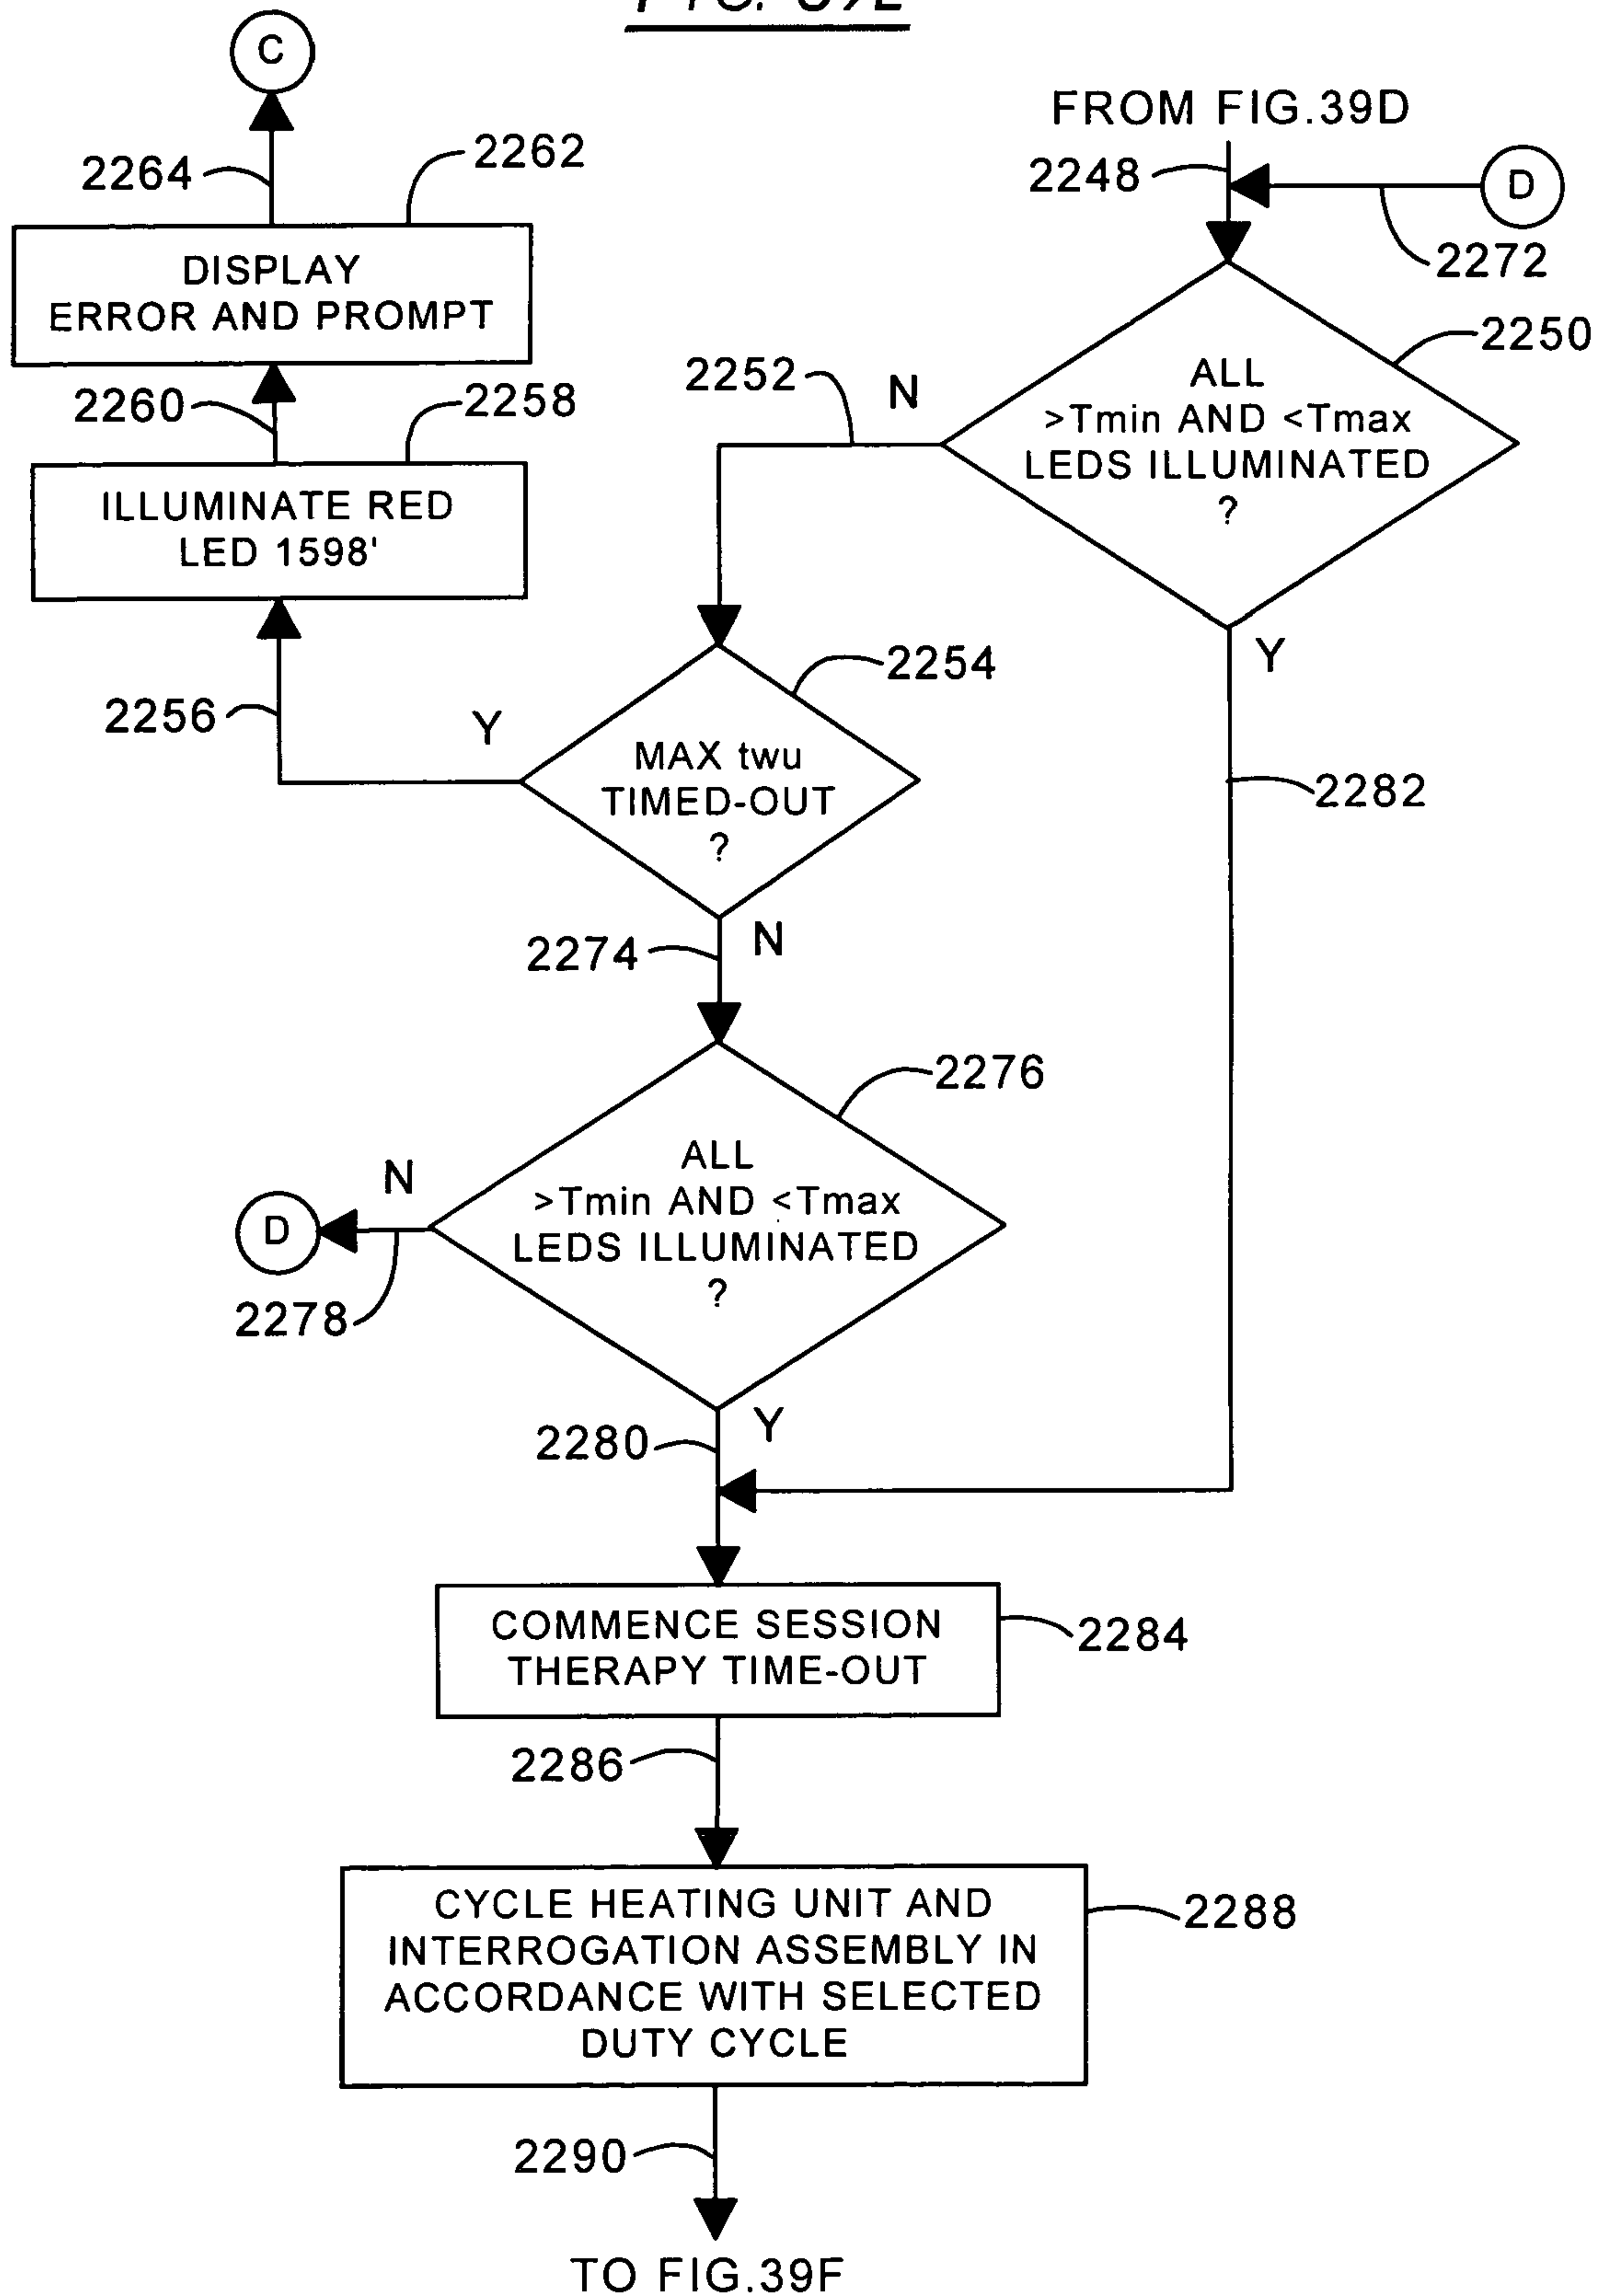 FIG. 39E
C
FROM FIG.39D
2264
2262
2248
D
2272
DISPLAY
ERROR AND PROMPT
2250
2252
N
ALL
>Tmin AND <Tmax
LEDS ILLUMINATED
?
2260
2258
ILLUMINATE RED
LED 1598'
Y
2254
2256
Y
MAX twu
TIMED-OUT
?
2282
2274
N
2276
ALL
>Tmin AND <Tmax
LEDS ILLUMINATED
?
N
D
2278
2280
Y
COMMENCE SESSION
THERAPY TIME-OUT
2284
2286
CYCLE HEATING UNIT AND
INTERROGATION ASSEMBLY IN
ACCORDANCE WITH SELECTED
DUTY CYCLE
2288
2290
TO FIG.39F